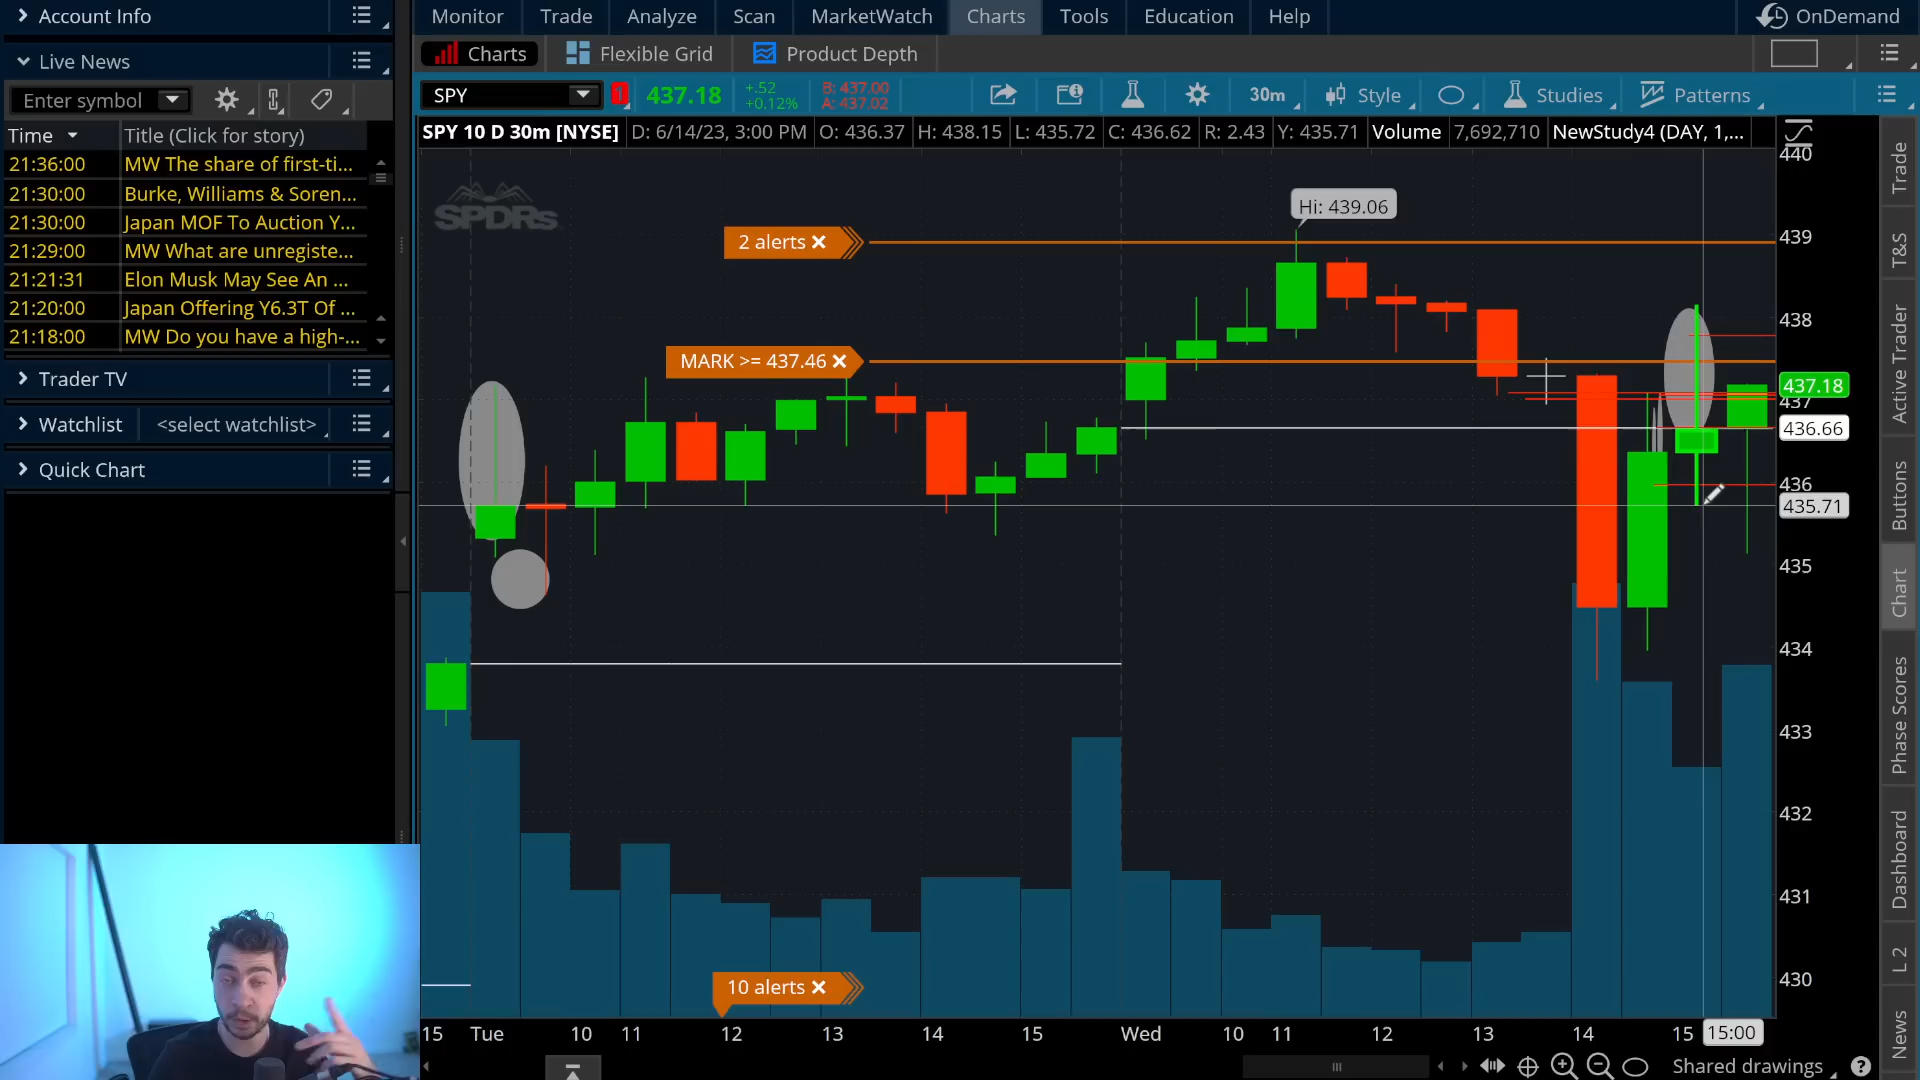 Account Info
Monitor Trade Analyze Scan MarketWatch Charts Tools Education Help OnDemand
Live News
Charts Flexible Grid Product Depth
Enter symbol
SPY 437.18 +.52 +0.12% B: 437.00 A: 437.02 30m Style Studies Patterns
Time Title (Click for story)
SPY 10 D 30m [NYSE] D: 6/14/23, 3:00 PM O: 436.37 H: 438.15 L: 435.72 C: 436.62 R: 2.43 Y: 435.71 Volume 7,692,710 NewStudy4 (DAY, 1,...
21:36:00 MW The share of first-ti...
21:30:00 Burke, Williams & Soren...
21:30:00 Japan MOF To Auction Y...
21:29:00 MW What are unregiste...
21:21:31 Elon Musk May See An ...
21:20:00 Japan Offering Y6.3T Of ...
21:18:00 MW Do you have a high-...
Trader TV
Watchlist <select watchlist>
Quick Chart
SPDRs
Hi: 439.06
2 alerts
MARK >= 437.46
10 alerts
440
439
438
437.18
437
436.66
436
435.71
435
434
433
432
431
430
15 Tue 10 11 12 13 14 15 Wed 10 11 12 13 14 15 15:00
Shared drawings
Trade
T&S
Active Trader
Buttons
Chart
Phase Scores
Dashboard
L 2
News